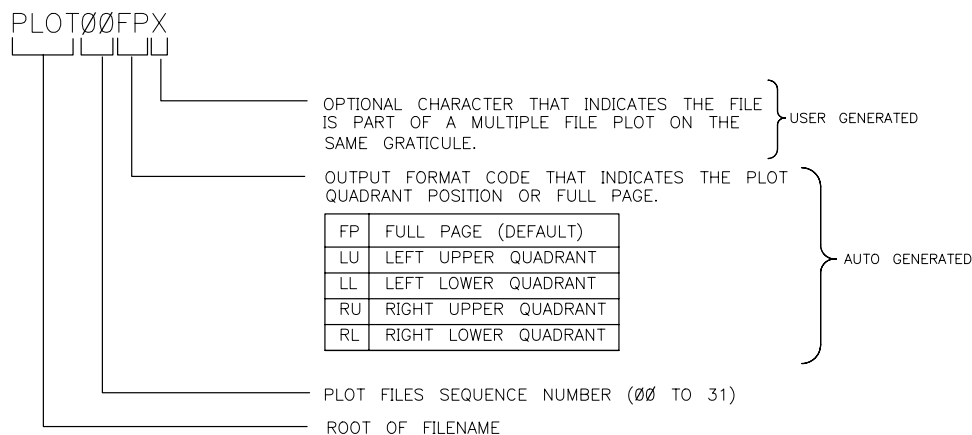 PLOTØØFPX
OPTIONAL CHARACTER THAT INDICATES THE FILE
IS PART OF A MULTIPLE FILE PLOT ON THE
SAME GRATICULE.
USER GENERATED
OUTPUT FORMAT CODE THAT INDICATES THE PLOT
QUADRANT POSITION OR FULL PAGE.
FP FULL PAGE (DEFAULT)
LU LEFT UPPER QUADRANT
LL LEFT LOWER QUADRANT
RU RIGHT UPPER QUADRANT
RL RIGHT LOWER QUADRANT
AUTO GENERATED
PLOT FILES SEQUENCE NUMBER (ØØ TO 31)
ROOT OF FILENAME